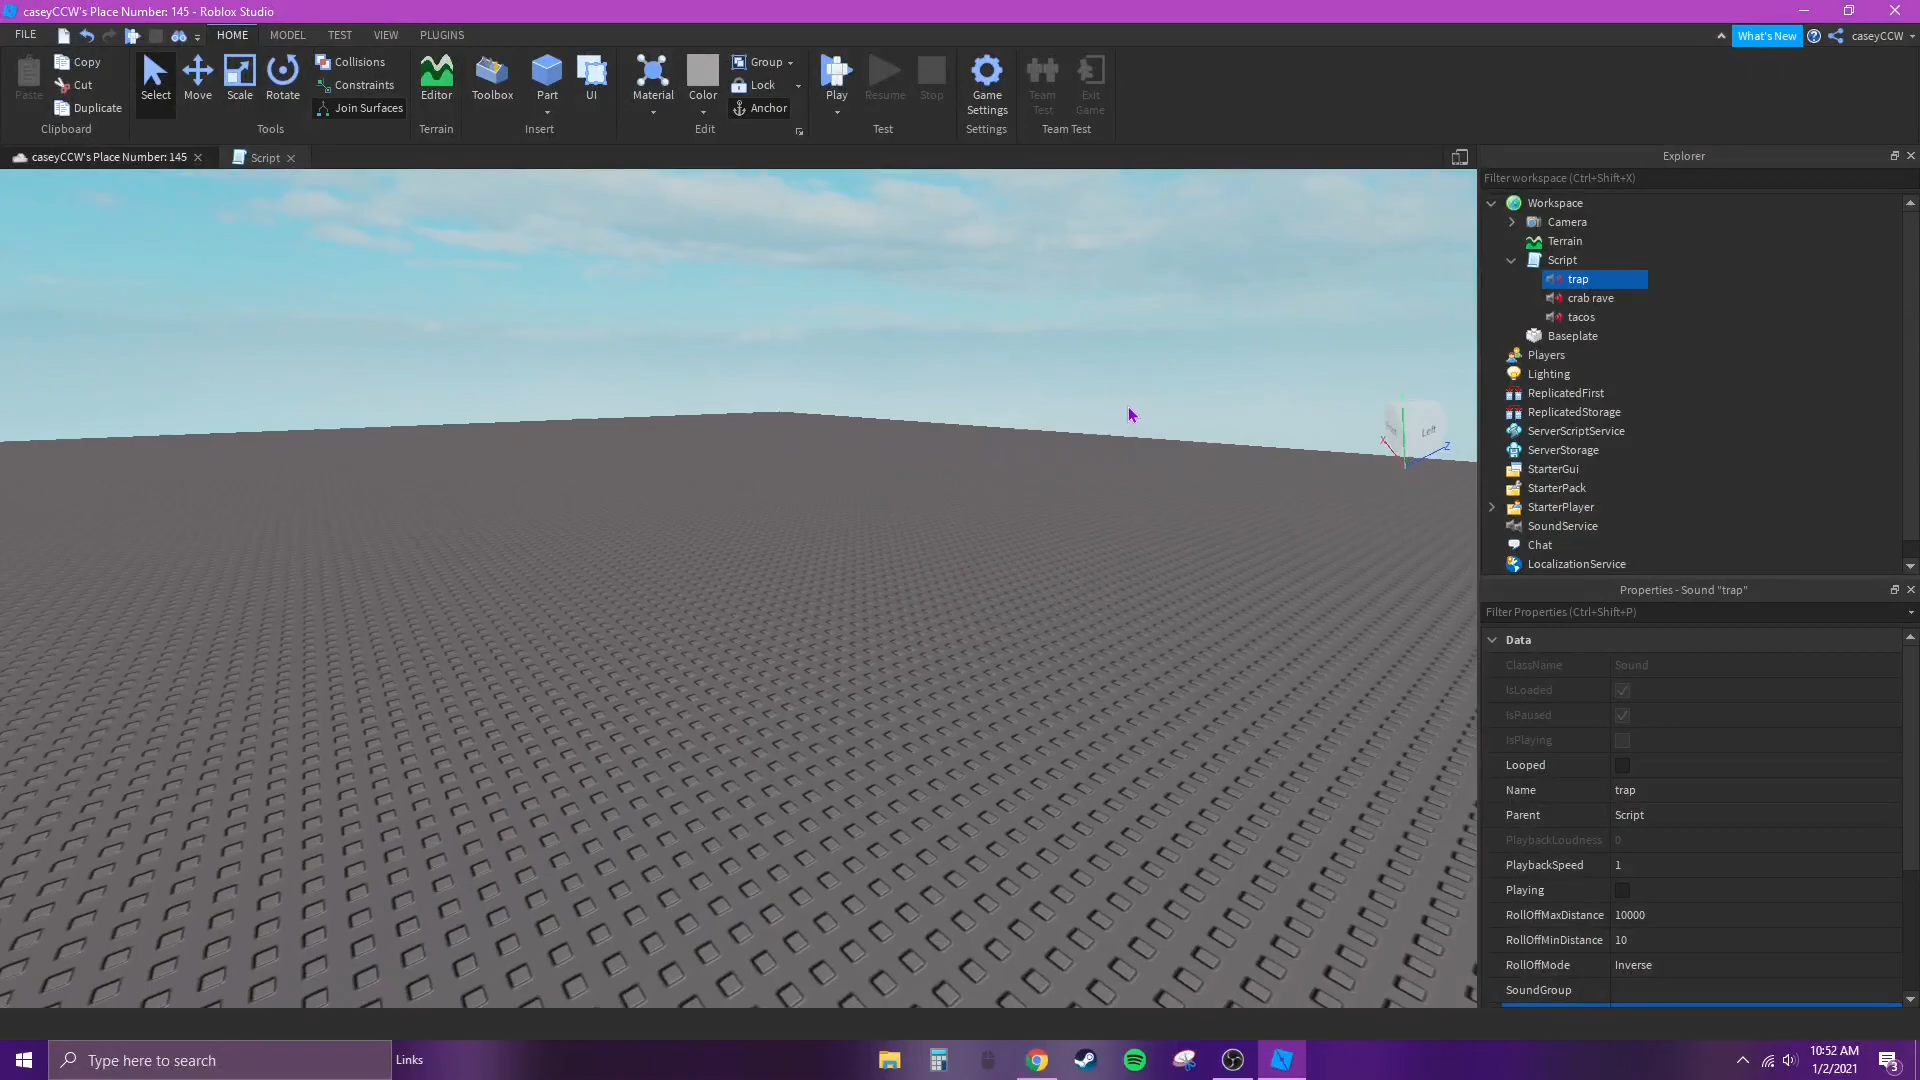 caseyCCW's Place Number: 145 - Roblox Studio
FILE HOME MODEL TEST VIEW PLUGINS What's New caseyCCW
Paste
Copy
Cut
Duplicate
Clipboard
Select Move Scale Rotate
Collisions
Constraints
Join Surfaces
Tools
Editor
Terrain
Toolbox Part UI
Insert
Material Color
Group
Lock
Anchor
Edit
Play Resume Stop
Test
Game Settings
Settings
Team Test
Exit Game
Team Test
caseyCCW's Place Number: 145
Script
Explorer
Filter workspace (Ctrl+Shift+X)
Workspace
Camera
Terrain
Script
trap
crab rave
tacos
Baseplate
Players
Lighting
ReplicatedFirst
ReplicatedStorage
ServerScriptService
ServerStorage
StarterGui
StarterPack
StarterPlayer
SoundService
Chat
LocalizationService
Left
X
Z
Properties - Sound "trap"
Filter Properties (Ctrl+Shift+P)
Data
ClassName Sound
IsLoaded
IsPaused
IsPlaying
Looped
Name trap
Parent Script
PlaybackLoudness 0
PlaybackSpeed 1
Playing
RollOffMaxDistance 10000
RollOffMinDistance 10
RollOffMode Inverse
SoundGroup
Type here to search
Links
10:52 AM
1/2/2021
3